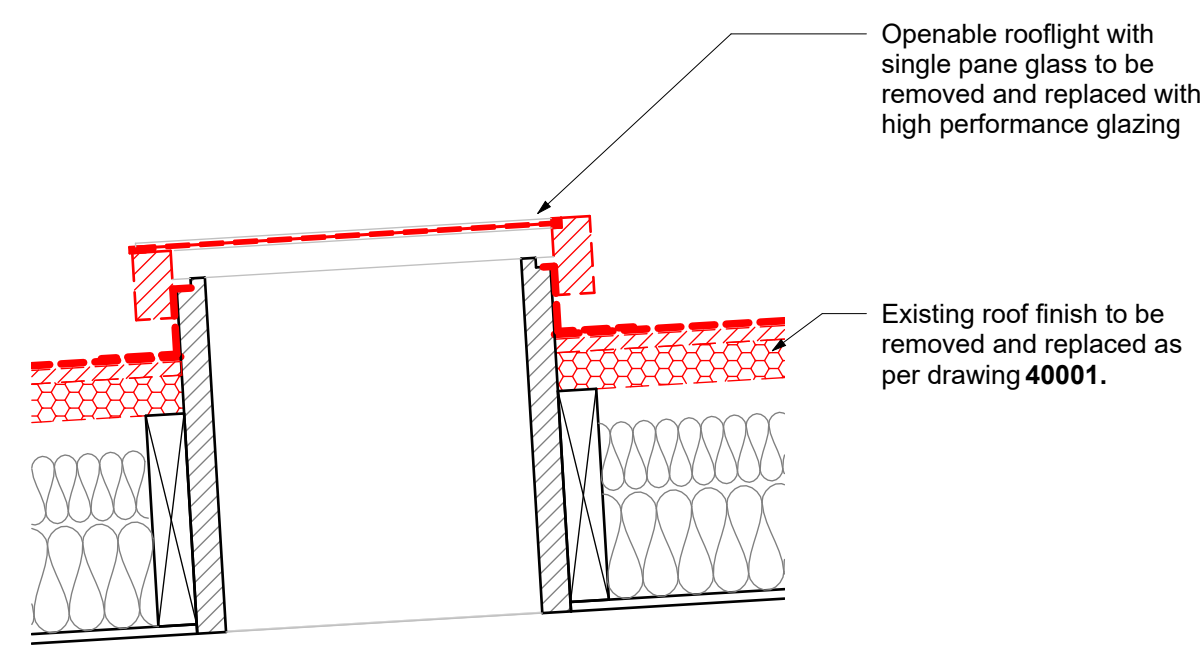 Openable rooflight with
single pane glass to be
removed and replaced with
high performance glazing
Existing roof finish to be
removed and replaced as
per drawing 40001.